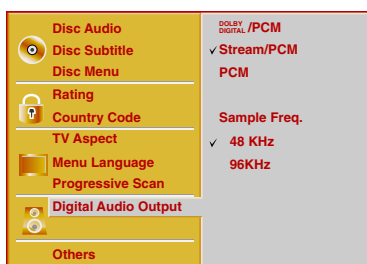 Disc Audio
Disc Subtitle
Disc Menu
Rating
Country Code
TV Aspect
Menu Language
Progressive Scan
Digital Audio Output
Others
DOLBY DIGITAL /PCM
Stream/PCM
PCM
Sample Freq.
48 KHz
96KHz